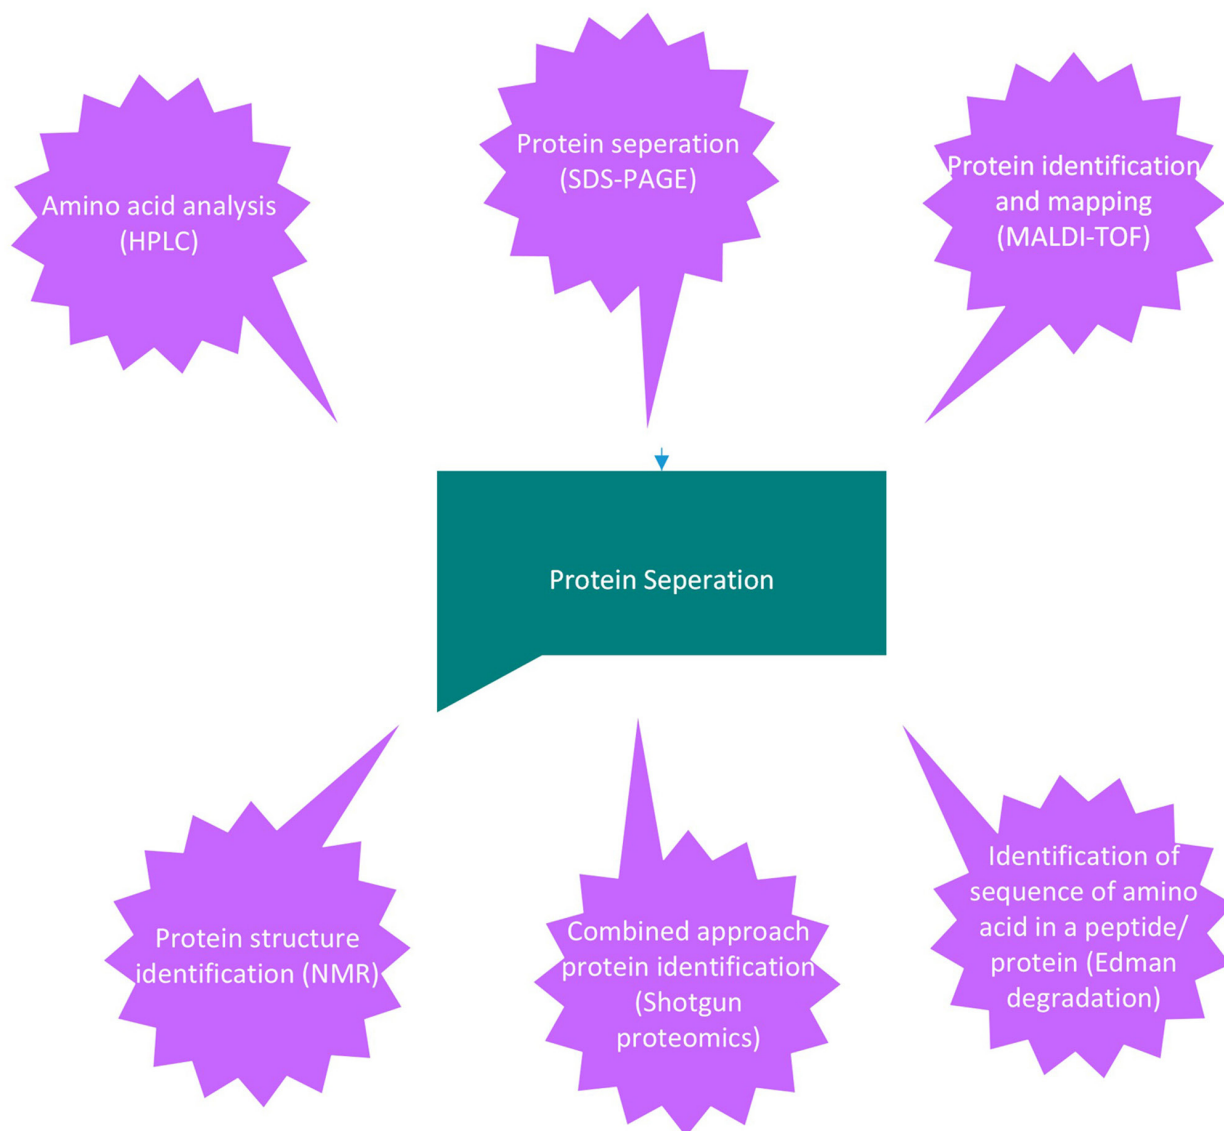 Protein seperation
(SDS-PAGE)
Protein identification
and mapping
(MALDI-TOF)
Amino acid analysis
(HPLC)
Protein Seperation
Identification of
sequence of amino
acid in a peptide/
protein (Edman
degradation)
Protein structure
identification (NMR)
Combined approach
protein identification
(Shotgun
proteomics)